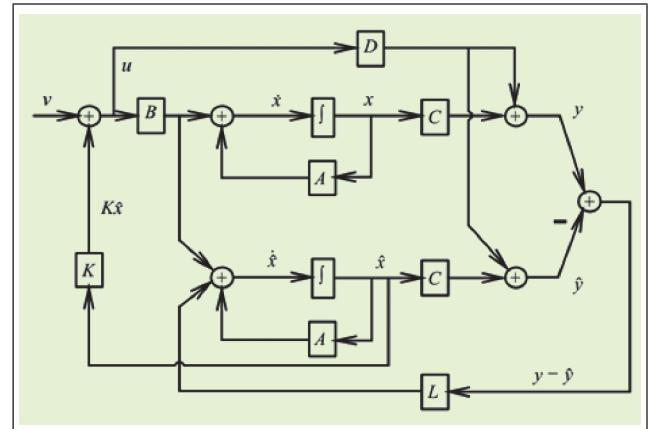 D
u
v
B
ẋ
∫
x
C
y
A
Kx̂
–
K
x̂̇
∫
x̂
C
ŷ
A
L
y – ŷ
+
+
+
+
+
+